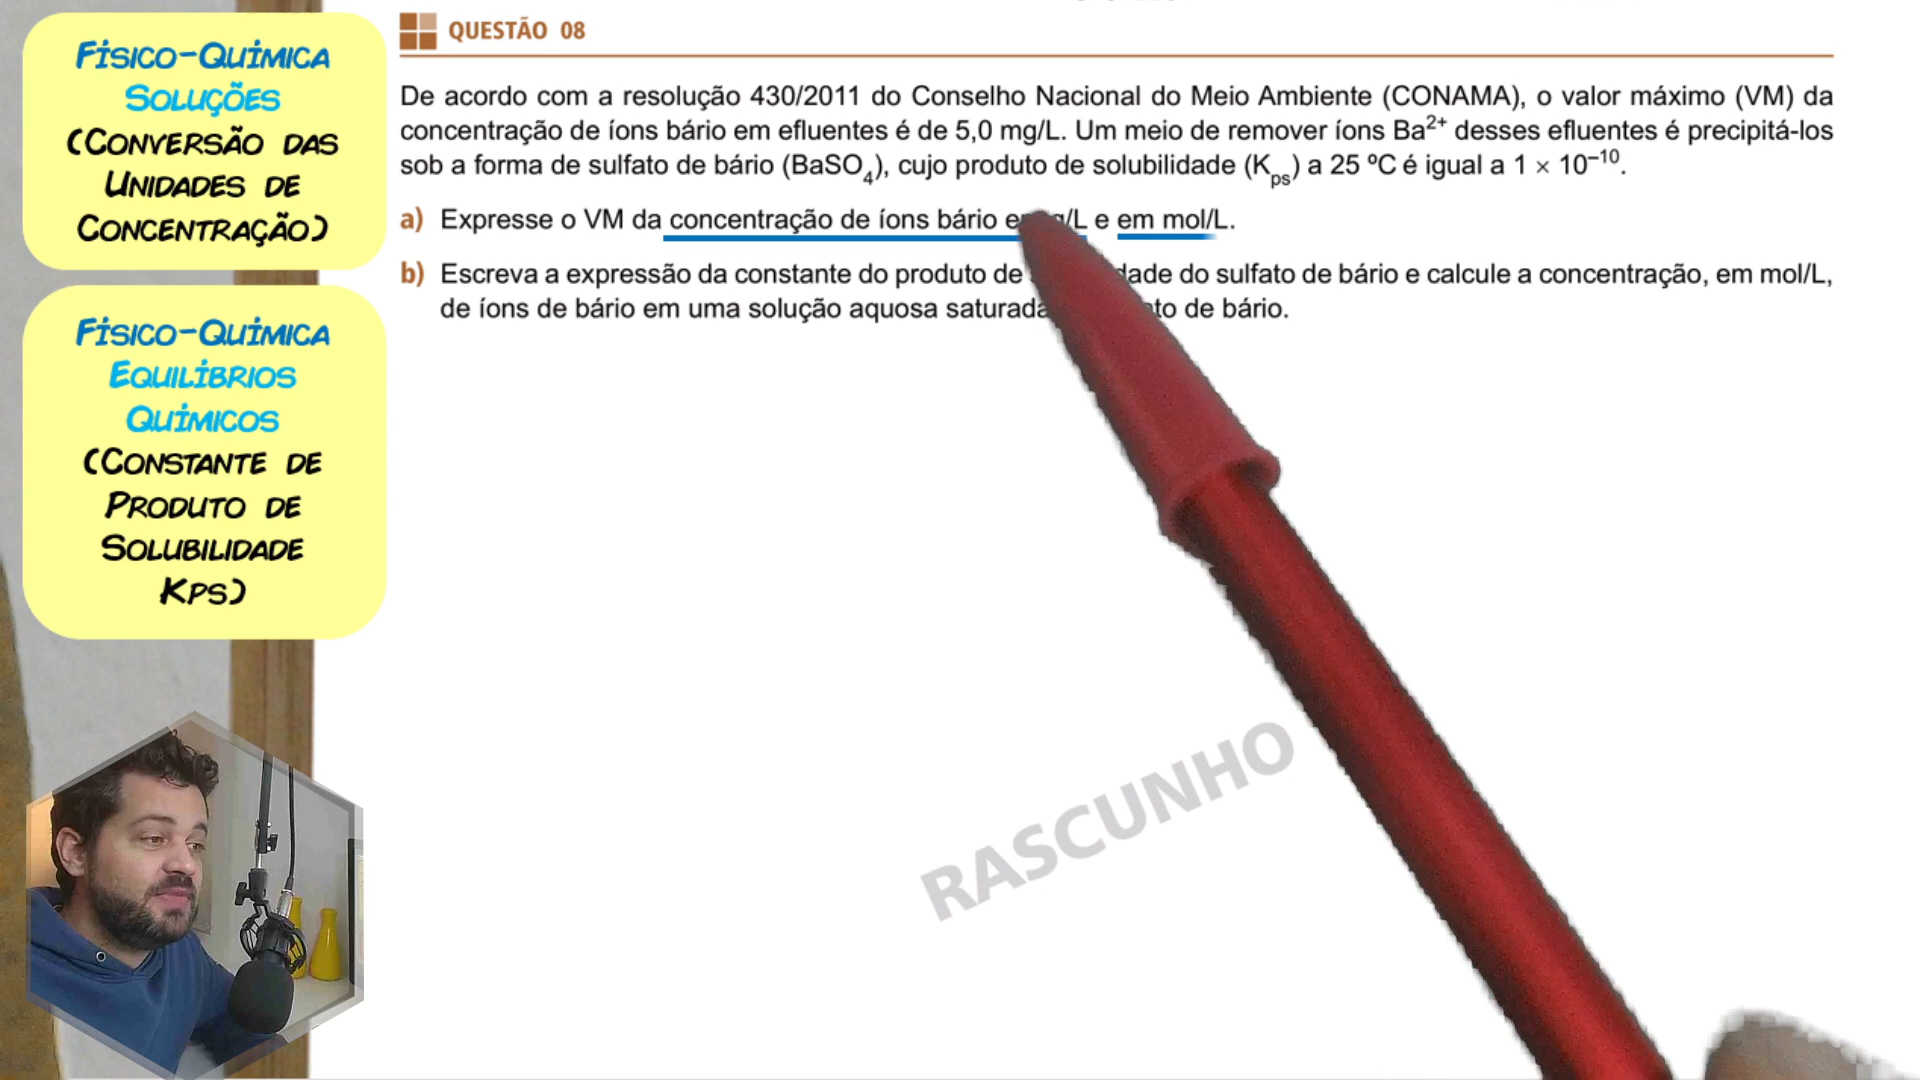 FÍSICO-QUÍMICA
SOLUÇÕES
(CONVERSÃO DAS
UNIDADES DE
CONCENTRAÇÃO)
FÍSICO-QUÍMICA
EQUILÍBRIOS
QUÍMICOS
(CONSTANTE DE
PRODUTO DE
SOLUBILIDADE
KPS)
QUESTÃO 08
De acordo com a resolução 430/2011 do Conselho Nacional do Meio Ambiente (CONAMA), o valor máximo (VM) da
concentração de íons bário em efluentes é de 5,0 mg/L. Um meio de remover íons Ba²⁺ desses efluentes é precipitá-los
sob a forma de sulfato de bário (BaSO₄), cujo produto de solubilidade (Kps) a 25 ºC é igual a 1 × 10⁻¹⁰.
a) Expresse o VM da concentração de íons bário e em mol/L.
b) Escreva a expressão da constante do produto de do sulfato de bário e calcule a concentração, em mol/L,
de íons de bário em uma solução aquosa saturada de bário.
RASCUNHO